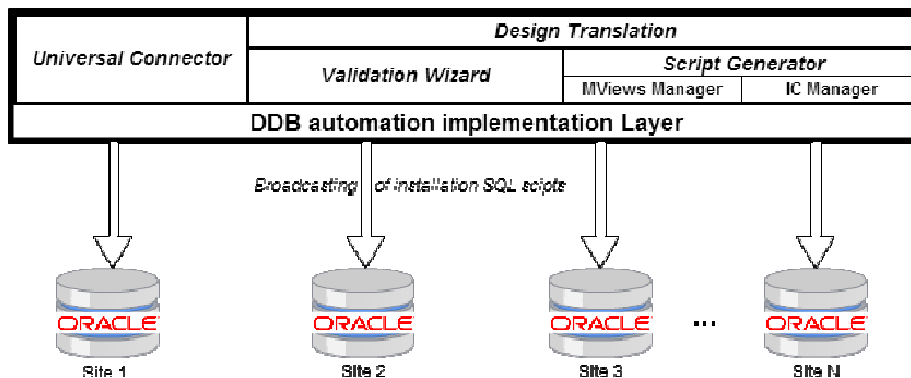 Design Translation
Universal Connector
Validation Wizard
Script Generator
MViews Manager
IC Manager
DDB automation implementation Layer
Broadcasting of installation SQL scipts
ORACLE ORACLE ORACLE ... ORACLE
Site 1 Site 2 Site 3 Site N